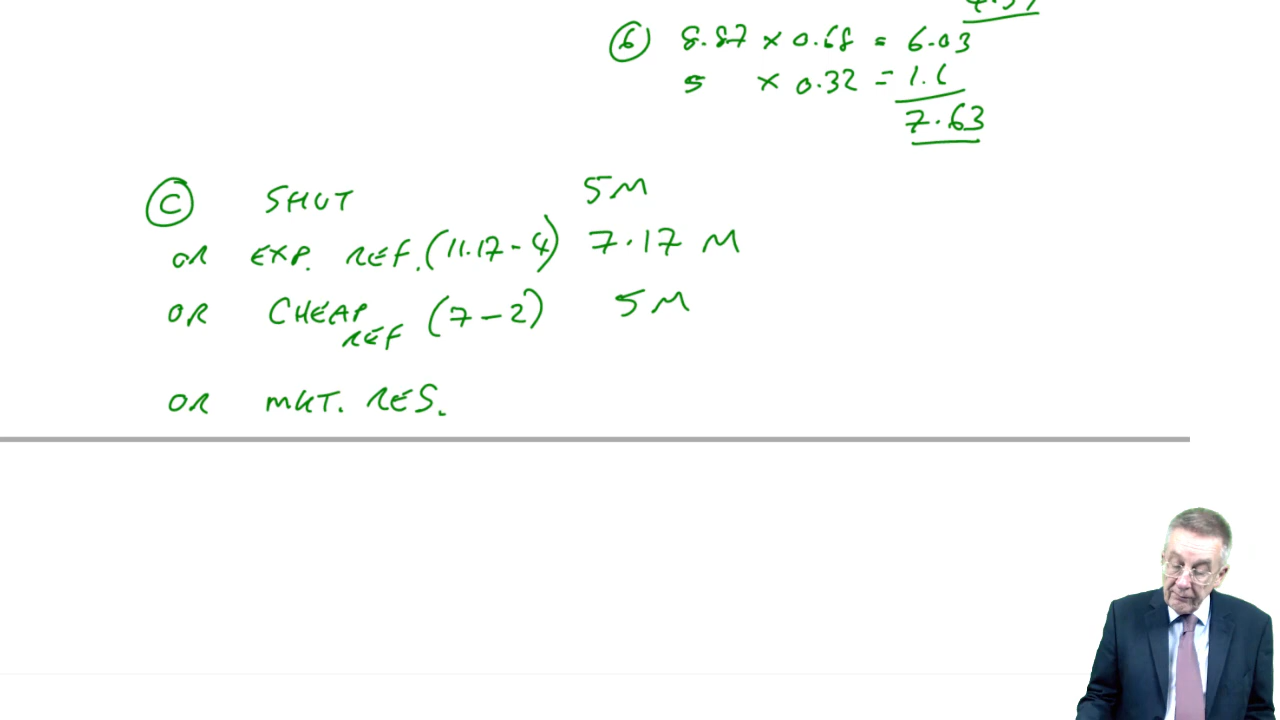 ⑥ 8.87 × 0.68 = 6.03
5 × 0.32 = 1.6
7.63
Ⓒ SHUT 5M
OR EXP. REF. (11.17 - 4) 7.17 M
OR CHEAP REF (7 - 2) 5 M
OR MKT. RES.